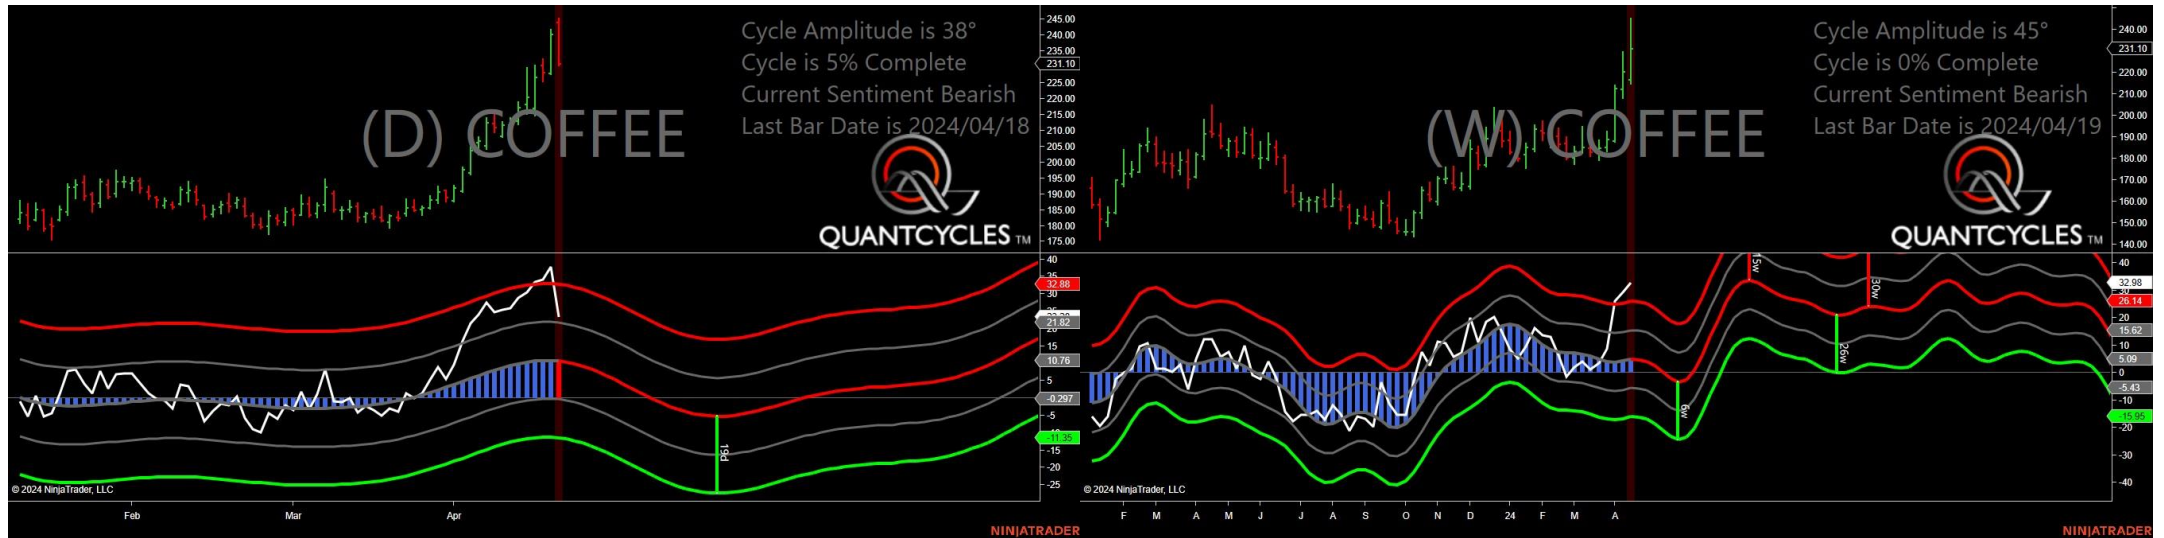 Cycle Amplitude is 38°
Cycle is 5% Complete
Current Sentiment Bearish
Last Bar Date is 2024/04/18
(D) COFFEE
QUANTCYCLES TM
245.00
240.00
235.00
231.10
225.00
220.00
215.00
210.00
205.00
200.00
195.00
190.00
185.00
180.00
175.00
40
35
32.88
30
25
21.82
15
10.76
5
-0.297
-5
-11.35
-15
-20
-25
19d
© 2024 NinjaTrader, LLC
Feb Mar Apr
NINJATRADER
Cycle Amplitude is 45°
Cycle is 0% Complete
Current Sentiment Bearish
Last Bar Date is 2024/04/19
(W) COFFEE
QUANTCYCLES TM
240.00
231.10
220.00
210.00
200.00
190.00
180.00
170.00
160.00
150.00
140.00
40
32.98
30
26.14
20
15.62
10
5.09
0
-5.43
-10
-15.95
-20
-30
-40
15w
30w
26w
6w
© 2024 NinjaTrader, LLC
F M A M J J A S O N D 24 F M A
NINJATRADER